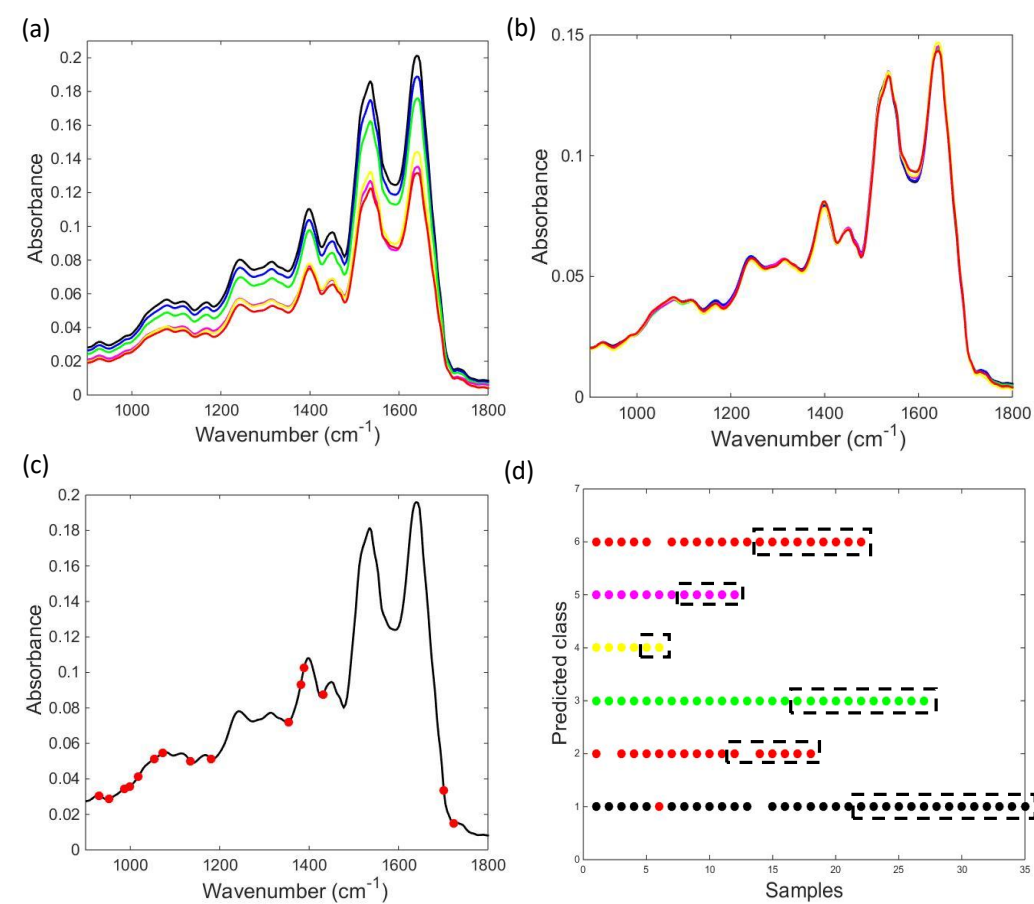 (a)
Absorbance
0.2
0.18
0.16
0.14
0.12
0.1
0.08
0.06
0.04
0.02
0
1000 1200 1400 1600 1800
Wavenumber (cm⁻¹)
(b)
Absorbance
0.15
0.1
0.05
0
1000 1200 1400 1600 1800
Wavenumber (cm⁻¹)
(c)
Absorbance
0.2
0.18
0.16
0.14
0.12
0.1
0.08
0.06
0.04
0.02
0
1000 1200 1400 1600 1800
Wavenumber (cm⁻¹)
(d)
Predicted class
7
6
5
4
3
2
1
0
0 5 10 15 20 25 30 35
Samples